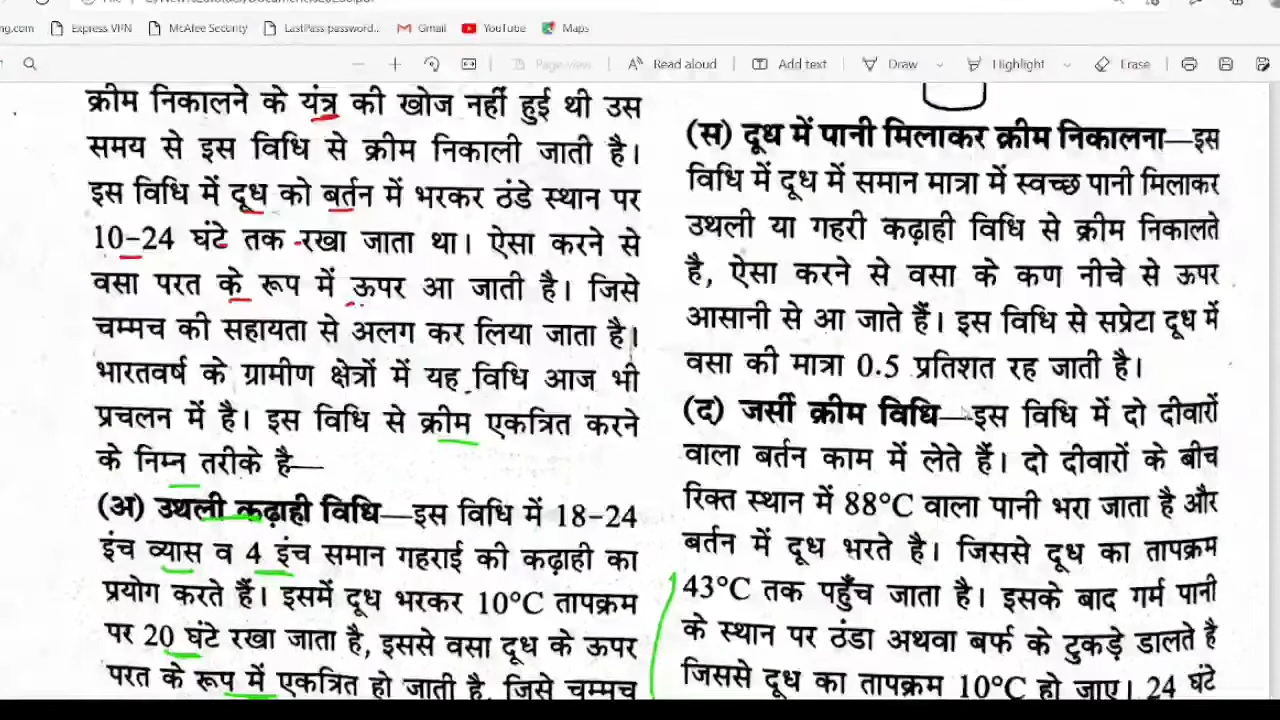 ng.com Express VPN McAfee Security LastPass password... Gmail YouTube Maps
Page view Read aloud Add text Draw Highlight Erase
क्रीम निकालने के यंत्र की खोज नहीं हुई थी उस
समय से इस विधि से क्रीम निकाली जाती है।
इस विधि में दूध को बर्तन में भरकर ठंडे स्थान पर
10-24 घंटे तक रखा जाता था। ऐसा करने से
वसा परत के रूप में ऊपर आ जाती है। जिसे
चम्मच की सहायता से अलग कर लिया जाता है।
भारतवर्ष के ग्रामीण क्षेत्रों में यह विधि आज भी
प्रचलन में है। इस विधि से क्रीम एकत्रित करने
के निम्न तरीके है—
(अ) उथली कढ़ाही विधि—इस विधि में 18-24
इंच व्यास व 4 इंच समान गहराई की कढ़ाही का
प्रयोग करते हैं। इसमें दूध भरकर 10°C तापक्रम
पर 20 घंटे रखा जाता है, इससे वसा दूध के ऊपर
परत के रूप में एकत्रित हो जाती है, जिसे चम्मच
(स) दूध में पानी मिलाकर क्रीम निकालना—इस
विधि में दूध में समान मात्रा में स्वच्छ पानी मिलाकर
उथली या गहरी कढ़ाही विधि से क्रीम निकालते
है, ऐसा करने से वसा के कण नीचे से ऊपर
आसानी से आ जाते हैं। इस विधि से सप्रेटा दूध में
वसा की मात्रा 0.5 प्रतिशत रह जाती है।
(द) जर्सी क्रीम विधि—इस विधि में दो दीवारों
वाला बर्तन काम में लेते हैं। दो दीवारों के बीच
रिक्त स्थान में 88°C वाला पानी भरा जाता है और
बर्तन में दूध भरते है। जिससे दूध का तापक्रम
43°C तक पहुँच जाता है। इसके बाद गर्म पानी
के स्थान पर ठंडा अथवा बर्फ के टुकड़े डालते है
जिससे दूध का तापक्रम 10°C हो जाए। 24 घंटे